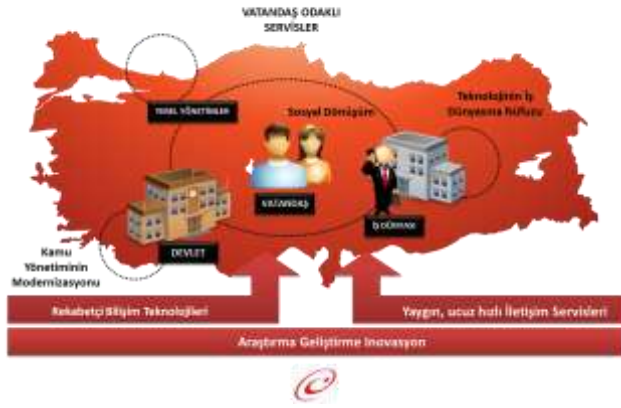 VATANDAŞ ODAKLI
SERVİSLER
YEREL YÖNETİMLER
Sosyal Dönüşüm
Teknolojinin İş
Dünyasına Nüfuzu
VATANDAŞ
İŞ DÜNYASI
DEVLET
Kamu
Yönetiminin
Modernizasyonu
Rekabetçi Bilişim Teknolojileri
Yaygın, ucuz hızlı İletişim Servisleri
Araştırma Geliştirme Inovasyon